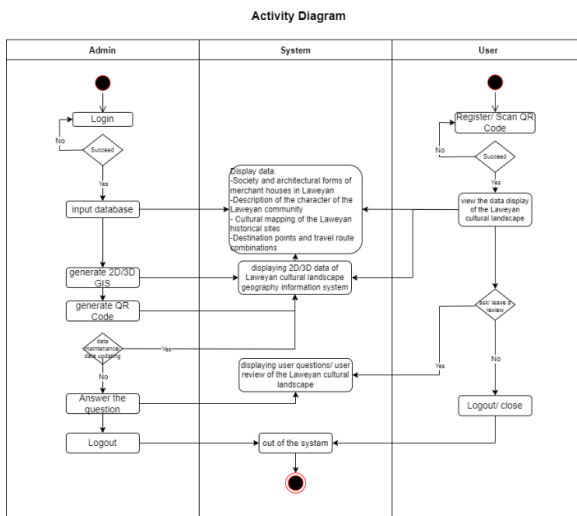 Activity Diagram
Admin
System
User
Login
No
Succeed
Yes
input database
generate 2D/3D
GIS
generate QR
Code
data
maintenance/
data updating
Yes
No
Answer the
question
Logout
Display data:
-Society and architectural forms of
merchant houses in Laweyan
-Description of the character of the
Laweyan community
- Cultural mapping of the Laweyan
historical sites
-Destination points and travel route
combinations
displaying 2D/3D data of
Laweyan cultural landscape
geography information system
displaying user questions/ user
review of the Laweyan cultural
landscape
out of the system
Register/ Scan QR
Code
No
Succeed
Yes
view the data display
of the Laweyan
cultural landscape
ask/ leave a
review
Yes
No
Logout/ close